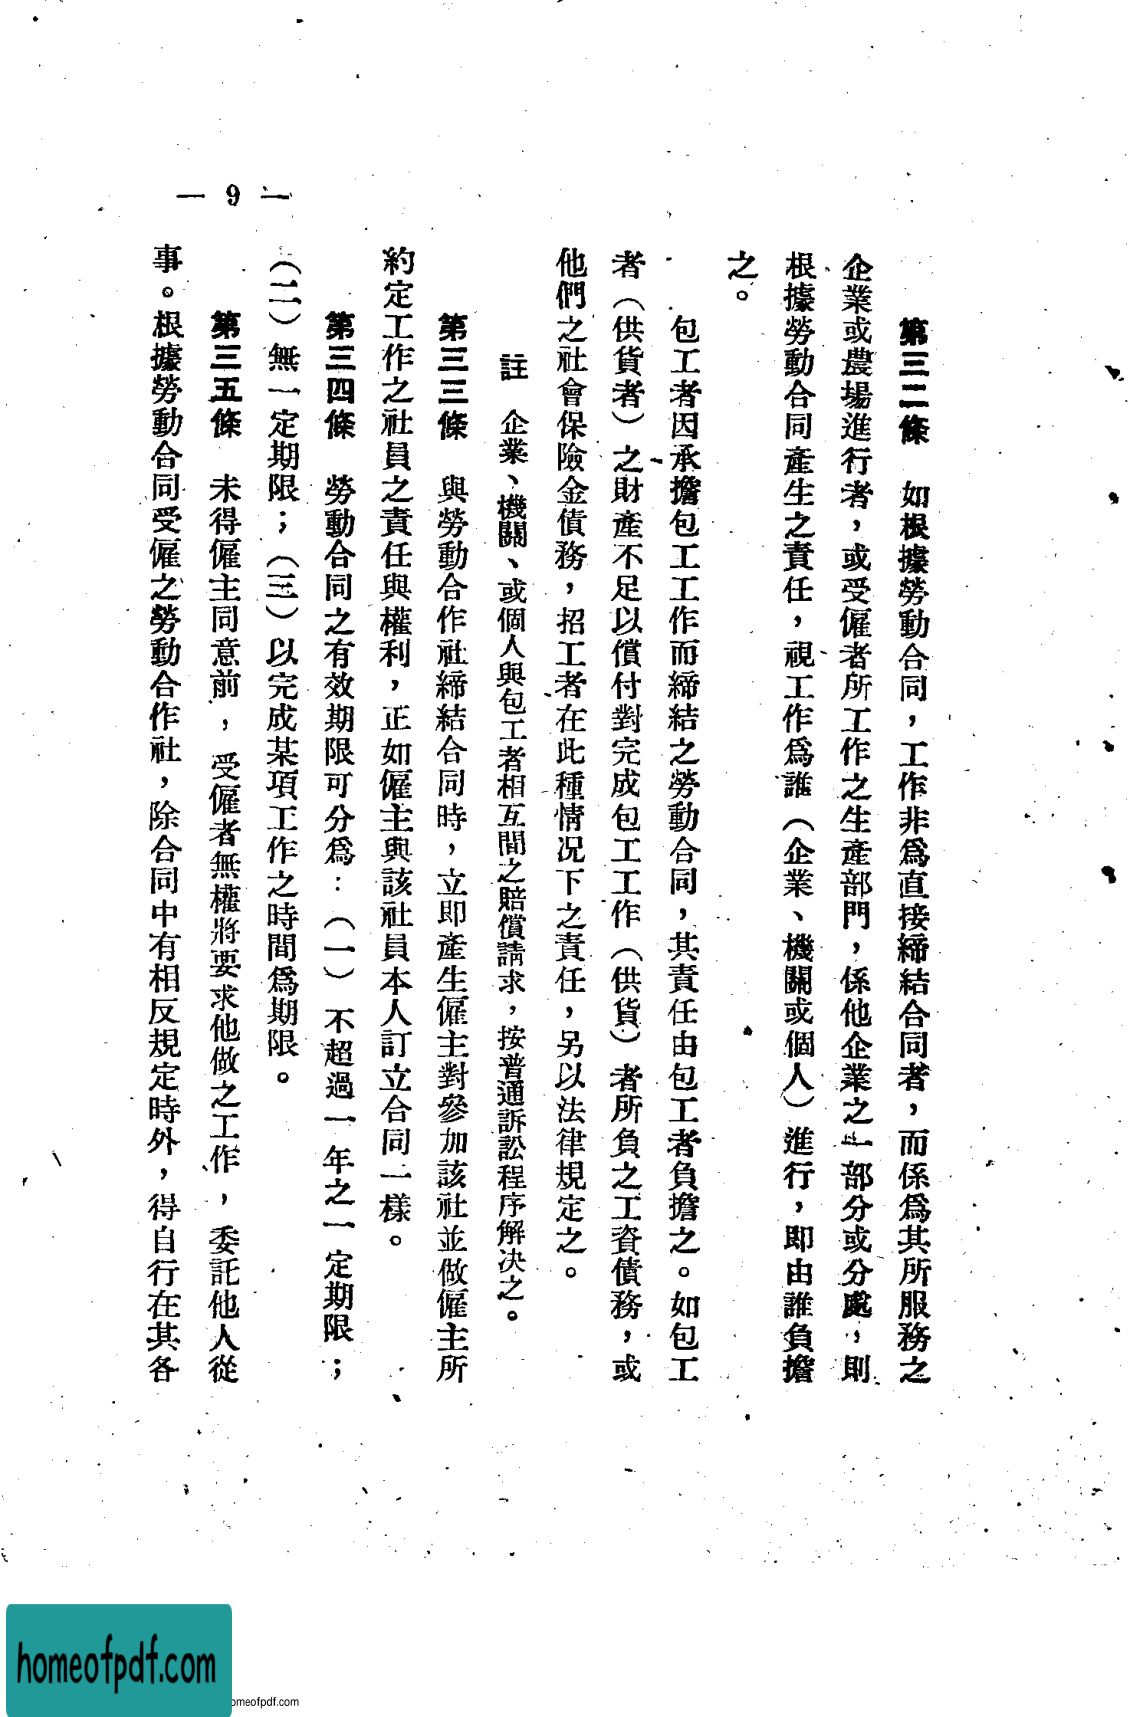 第三二條　如根據勞動合同，工作非爲直接締結合同者，而係爲其所服務之
企業或農場進行者，或受僱者所工作之生產部門，係他企業之一部分或分處，則
根據勞動合同產生之責任，視工作爲誰（企業、機關或個人）進行，即由誰負擔
之。
包工者因承擔包工工作而締結之勞動合同，其責任由包工者負擔之。如包工
者（供貨者）之財產不足以償付對完成包工工作（供貨）者所負之工資債務，或
他們之社會保險金債務，招工者在此種情况下之責任，另以法律規定之。
註　企業、機關、或個人與包工者相互間之賠償請求，按普通訴訟程序解决之。
第三三條　與勞動合作社締結合同時，立即產生僱主對參加該社並做僱主所
約定工作之社員之責任與權利，正如僱主與該社員本人訂立合同一樣。
第三四條　勞動合同之有效期限可分爲：（一）不超過一年之一定期限；
（二）無一定期限；（三）以完成某項工作之時間爲期限。
第三五條　未得僱主同意前，受僱者無權將要求他做之工作，委託他人從
事。根據勞動合同受僱之勞動合作社，除合同中有相反規定時外，得自行在其各
— 9 —
homeofpdf.com
omeofpdf.com